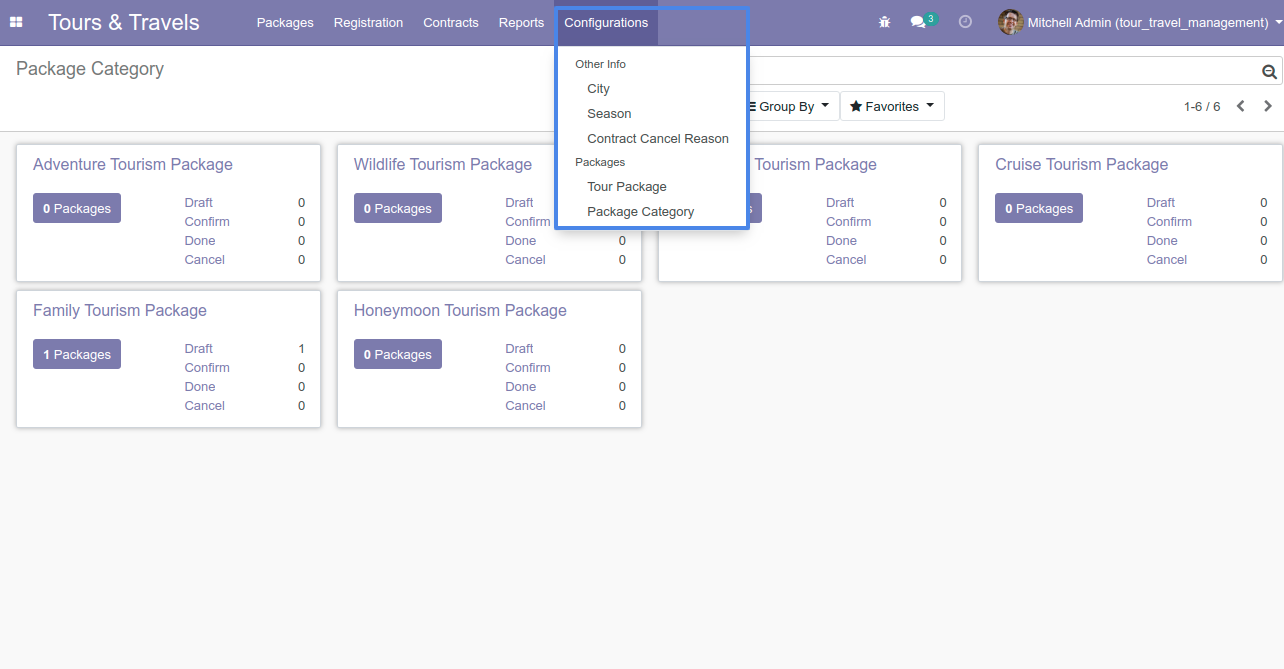 Tours & Travels Packages Registration Contracts Reports Configurations 3 Mitchell Admin (tour_travel_management)
Package Category
Other Info
City
Season
Contract Cancel Reason
Packages
Tour Package
Package Category
Group By Favorites 1-6 / 6
Adventure Tourism Package
0 Packages
Draft 0
Confirm 0
Done 0
Cancel 0
Wildlife Tourism Package
0 Packages
Draft
Confirm
Done 0
Cancel 0
Tourism Package
s
Draft 0
Confirm 0
Done 0
Cancel 0
Cruise Tourism Package
0 Packages
Draft 0
Confirm 0
Done 0
Cancel 0
Family Tourism Package
1 Packages
Draft 1
Confirm 0
Done 0
Cancel 0
Honeymoon Tourism Package
0 Packages
Draft 0
Confirm 0
Done 0
Cancel 0